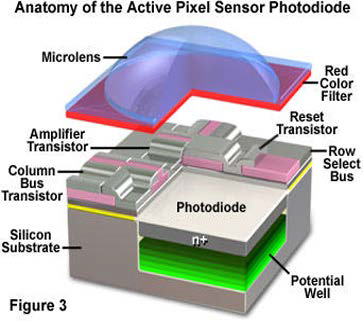 Anatomy of the Active Pixel Sensor Photodiode
Microlens
Red
Color
Filter
Amplifier
Transistor
Reset
Transistor
Column
Bus
Transistor
Row
Select
Bus
Photodiode
n+
Silicon
Substrate
Potential
Well
Figure 3